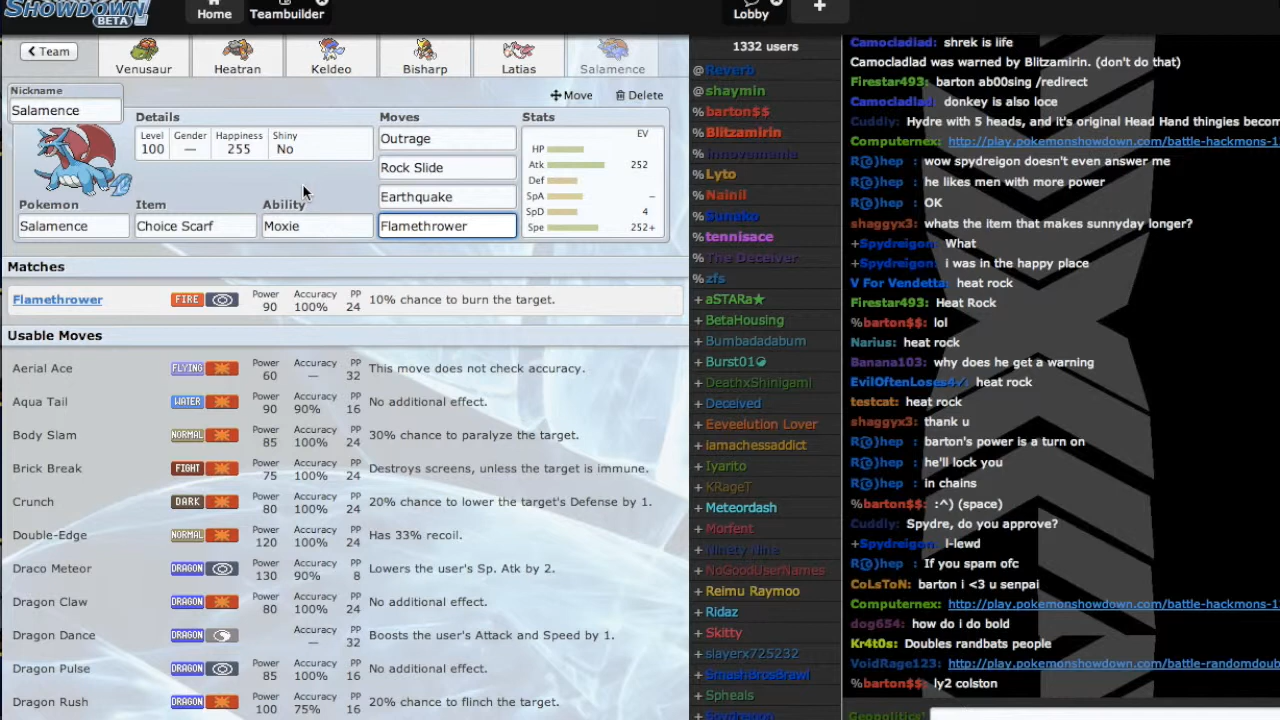 SHOWDOWN!
BETA
Home
Teambuilder
Lobby
+
< Team
Venusaur
Heatran
Keldeo
Bisharp
Latias
Salamence
Nickname
Salamence
Move
Delete
Details
Level
100
Gender
—
Happiness
255
Shiny
No
Moves
Outrage
Rock Slide
Earthquake
Flamethrower
Stats
EV
HP
Atk 252
Def
SpA –
SpD 4
Spe 252+
Pokemon
Salamence
Item
Choice Scarf
Ability
Moxie
Matches
Flamethrower FIRE Power 90 Accuracy 100% PP 24 10% chance to burn the target.
Usable Moves
Aerial Ace FLYING Power 60 Accuracy — PP 32 This move does not check accuracy.
Aqua Tail WATER Power 90 Accuracy 90% PP 16 No additional effect.
Body Slam NORMAL Power 85 Accuracy 100% PP 24 30% chance to paralyze the target.
Brick Break FIGHT Power 75 Accuracy 100% PP 24 Destroys screens, unless the target is immune.
Crunch DARK Power 80 Accuracy 100% PP 24 20% chance to lower the target's Defense by 1.
Double-Edge NORMAL Power 120 Accuracy 100% PP 24 Has 33% recoil.
Draco Meteor DRAGON Power 130 Accuracy 90% PP 8 Lowers the user's Sp. Atk by 2.
Dragon Claw DRAGON Power 80 Accuracy 100% PP 24 No additional effect.
Dragon Dance DRAGON Accuracy — PP 32 Boosts the user's Attack and Speed by 1.
Dragon Pulse DRAGON Power 85 Accuracy 100% PP 16 No additional effect.
Dragon Rush DRAGON Power 100 Accuracy 75% PP 16 20% chance to flinch the target.
1332 users
@Reverb
@shaymin
%barton$$
%Blitzamirin
%Innovamania
%Lyto
%Nainil
%Sunako
%tennisace
%The Deceiver
%zfs
+aSTARa★
+BetaHousing
+Bumbadadabum
+Burst01
+DeathxShinigami
+Deceived
+Eeveelution Lover
+iamachessaddict
+Iyarito
+KRageT
+Meteordash
+Morfent
+Ninety Nine
+NoGoodUserNames
+Reimu Raymoo
+Ridaz
+Skitty
+slayerx725232
+SmashBrosBrawl
+Spheals
+Spydreigon
Camocladlad: shrek is life
Camocladlad was warned by Blitzamirin. (don't do that)
Firestar493: barton ab00sing /redirect
Camocladlad: donkey is also loce
Cuddly: Hydre with 5 heads, and it's original Head Hand thingies becom
Computernex: http://play.pokemonshowdown.com/battle-hackmons-1
R(@)hep : wow spydreigon doesn't even answer me
R(@)hep : he likes men with more power
R(@)hep : OK
shaggyx3: whats the item that makes sunnyday longer?
+Spydreigon: What
+Spydreigon: i was in the happy place
V For Vendetta: heat rock
Firestar493: Heat Rock
%barton$$: lol
Narius: heat rock
Banana103: why does he get a warning
EvilOftenLoses4✓: heat rock
testcat: heat rock
shaggyx3: thank u
R(@)hep : barton's power is a turn on
R(@)hep : he'll lock you
R(@)hep : in chains
%barton$$: :^) (space)
Cuddly: Spydre, do you approve?
+Spydreigon: l-lewd
R(@)hep : If you spam ofc
CoLsToN: barton i <3 u senpai
Computernex: http://play.pokemonshowdown.com/battle-hackmons-1
dog654: how do i do bold
Kr4t0s: Doubles randbats people
VoidRage123: http://play.pokemonshowdown.com/battle-randomdoub
%barton$$: ly2 colston
Geopolitics: